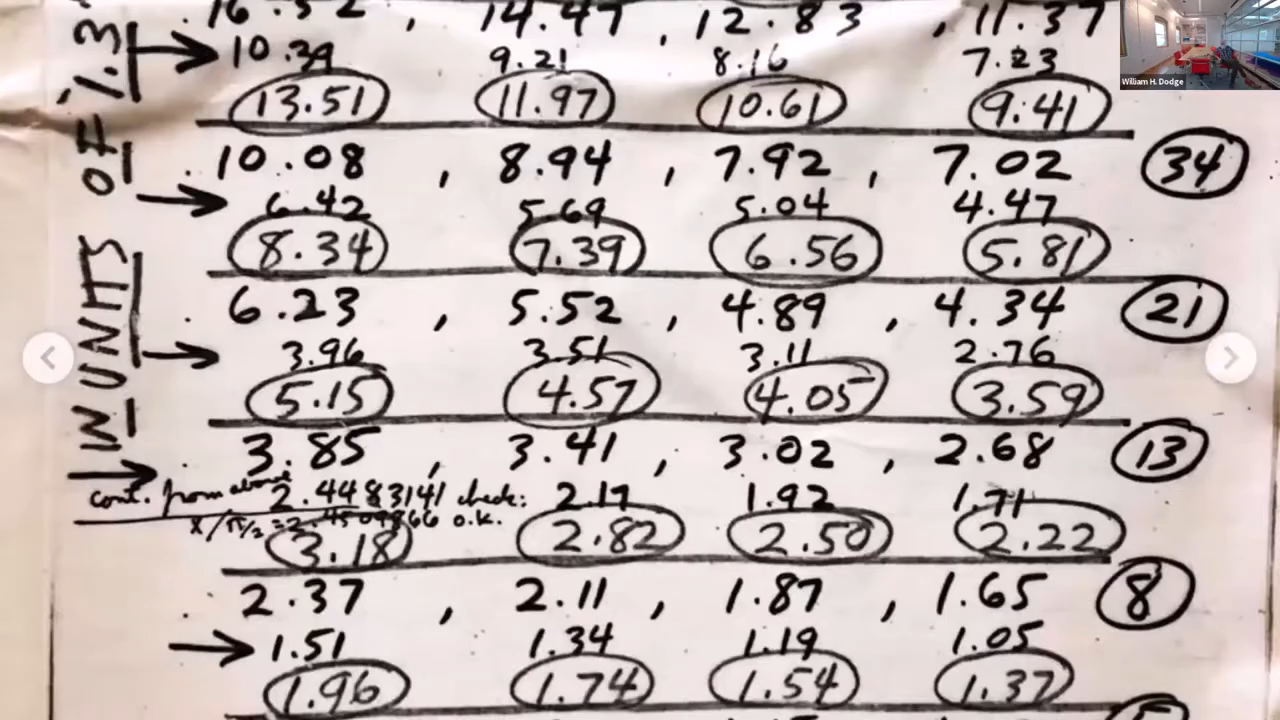 16.52, 14.47, 12.83, 11.37
10.39 9.21 8.16 7.23
13.51 11.97 10.61 9.41
10.08, 8.94, 7.92, 7.02 34
6.42 5.69 5.04 4.47
8.34 7.39 6.56 5.81
6.23, 5.52, 4.89, 4.34 21
3.96 3.51 3.11 2.76
5.15 4.57 4.05 3.59
3.85, 3.41, 3.02, 2.68 13
cont. from above 2.4483141 check: 2.17 1.92 1.71
x/π/2 = o.k.
3.18 2.82 2.50 2.22
2.37, 2.11, 1.87, 1.65 8
1.51 1.34 1.19 1.05
1.96 1.74 1.54 1.37
IN UNITS OF 1.3
William H. Dodge